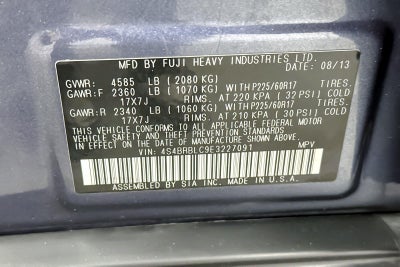 MFD BY FUJI HEAVY INDUSTRIES LTD. DATE: 08/13
GVWR: 4585 LB (2080 KG)
GAWR:F 2360 LB (1070 KG) WITH P225/60R17 TIRES.
17X7J RIMS. AT 220 KPA (32 PSI) COLD
GAWR:R 2340 LB (1060 KG) WITH P225/60R17 TIRES.
17X7J RIMS. AT 210 KPA (30 PSI) COLD
THIS VEHICLE CONFORMS TO ALL APPLICABLE FEDERAL MOTOR
VEHICLE SAFETY AND THEFT PREVENTION STANDARDS IN
EFFECT ON THE DATE OF MANUFACTURE SHOWN ABOVE.
VIN: 4S4BRBLC9E3227091 MPV
ASSEMBLED BY SIA INC. MADE IN U.S.A.